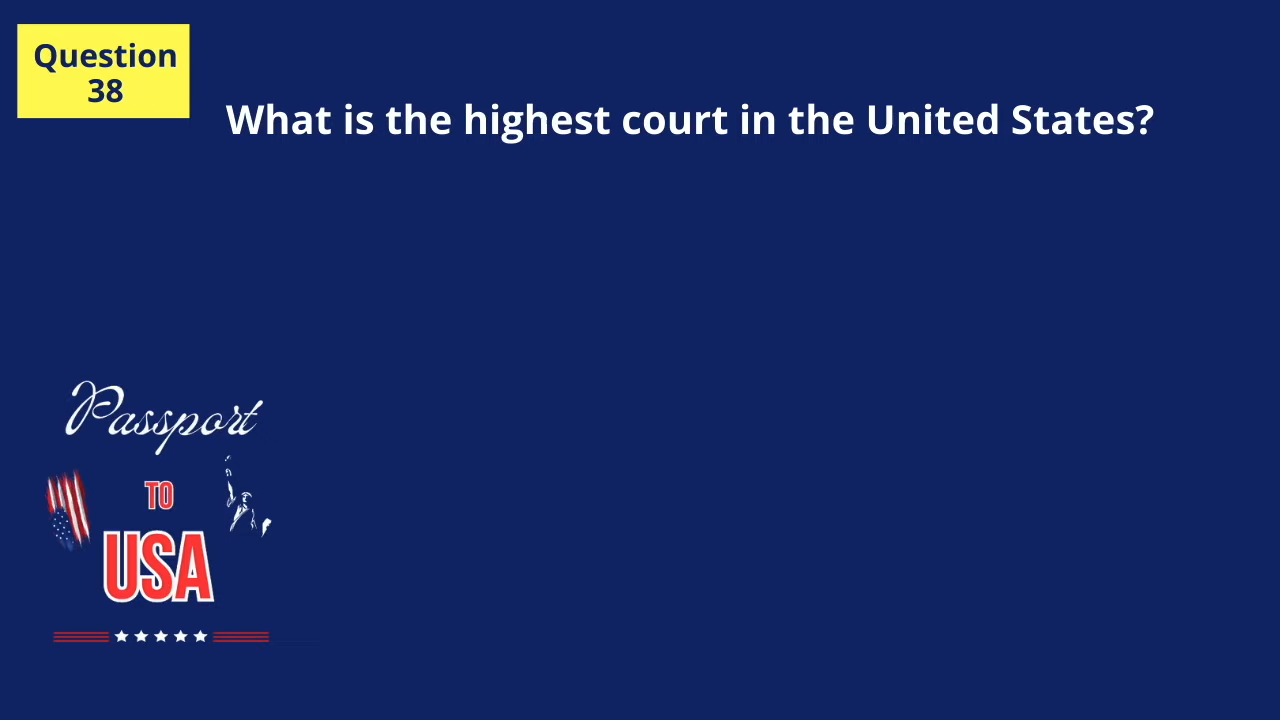 Question
38
What is the highest court in the United States?
Passport
TO
USA